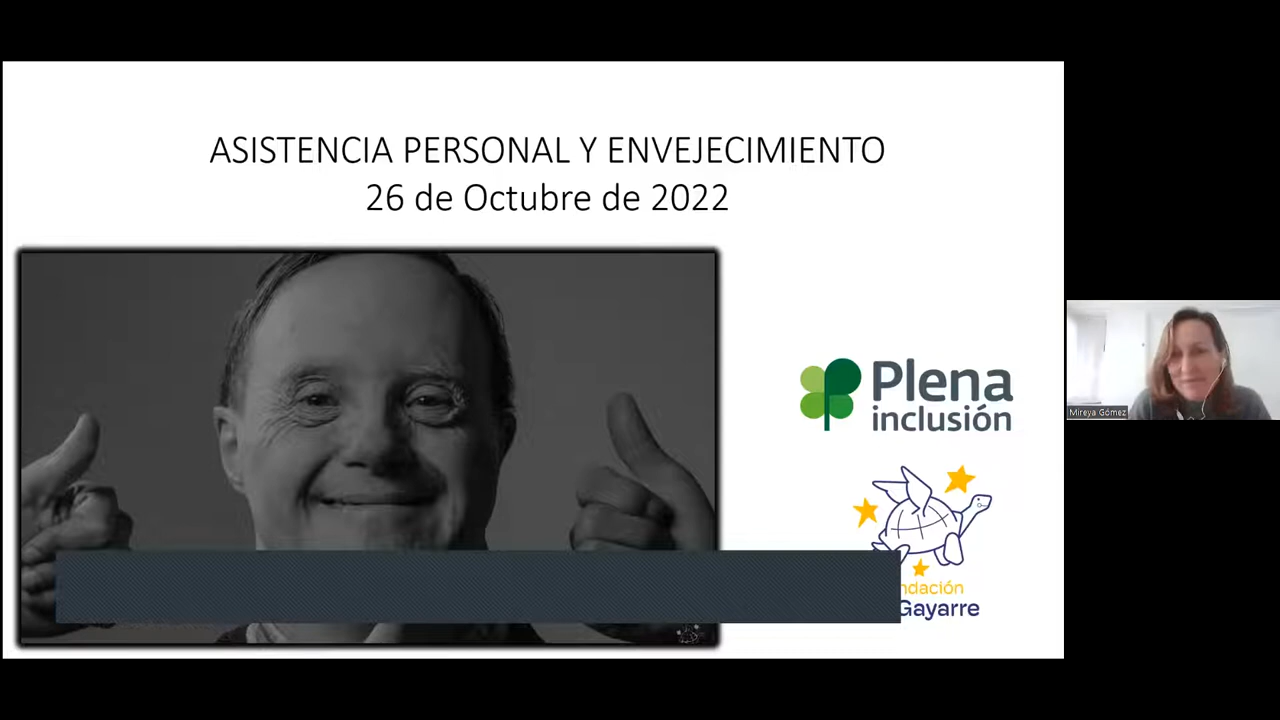 ASISTENCIA PERSONAL Y ENVEJECIMIENTO
26 de Octubre de 2022
Plena
inclusión
Mireya Gómez
ndación
Gayarre